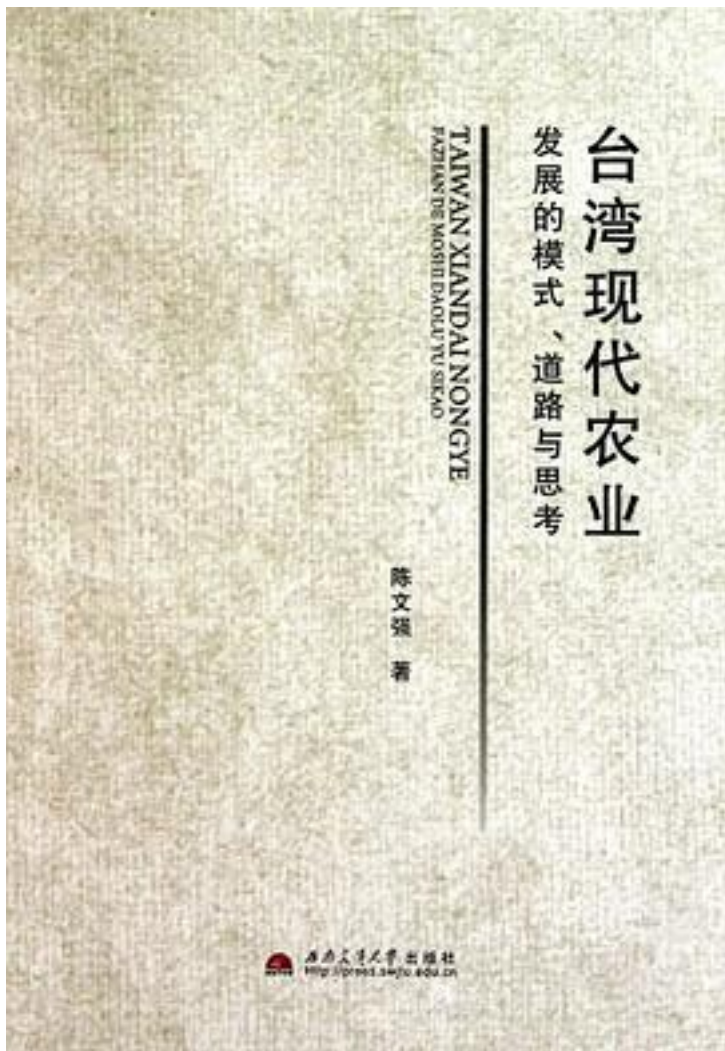 台湾现代农业
发展的模式、道路与思考
TAIWAN XIANDAI NONGYE
FAZHAN DE MOSHI DAOLU YU SIKAO
陈文强 著
西南交通大学出版社
http://press.swjtu.edu.cn